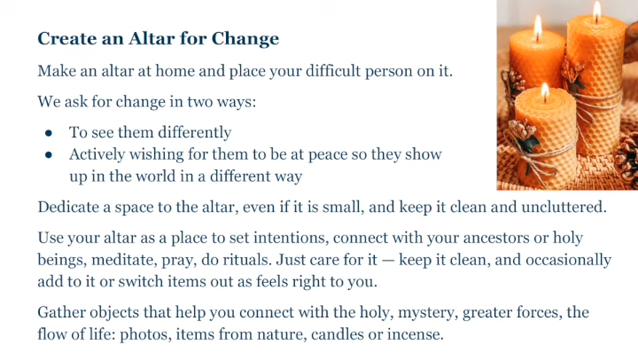 Create an Altar for Change
Make an altar at home and place your difficult person on it.
We ask for change in two ways:
● To see them differently
● Actively wishing for them to be at peace so they show
up in the world in a different way
Dedicate a space to the altar, even if it is small, and keep it clean and uncluttered.
Use your altar as a place to set intentions, connect with your ancestors or holy
beings, meditate, pray, do rituals. Just care for it — keep it clean, and occasionally
add to it or switch items out as feels right to you.
Gather objects that help you connect with the holy, mystery, greater forces, the
flow of life: photos, items from nature, candles or incense.